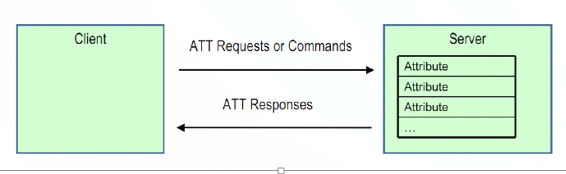 Client
ATT Requests or Commands
ATT Responses
Server
Attribute
Attribute
Attribute
...